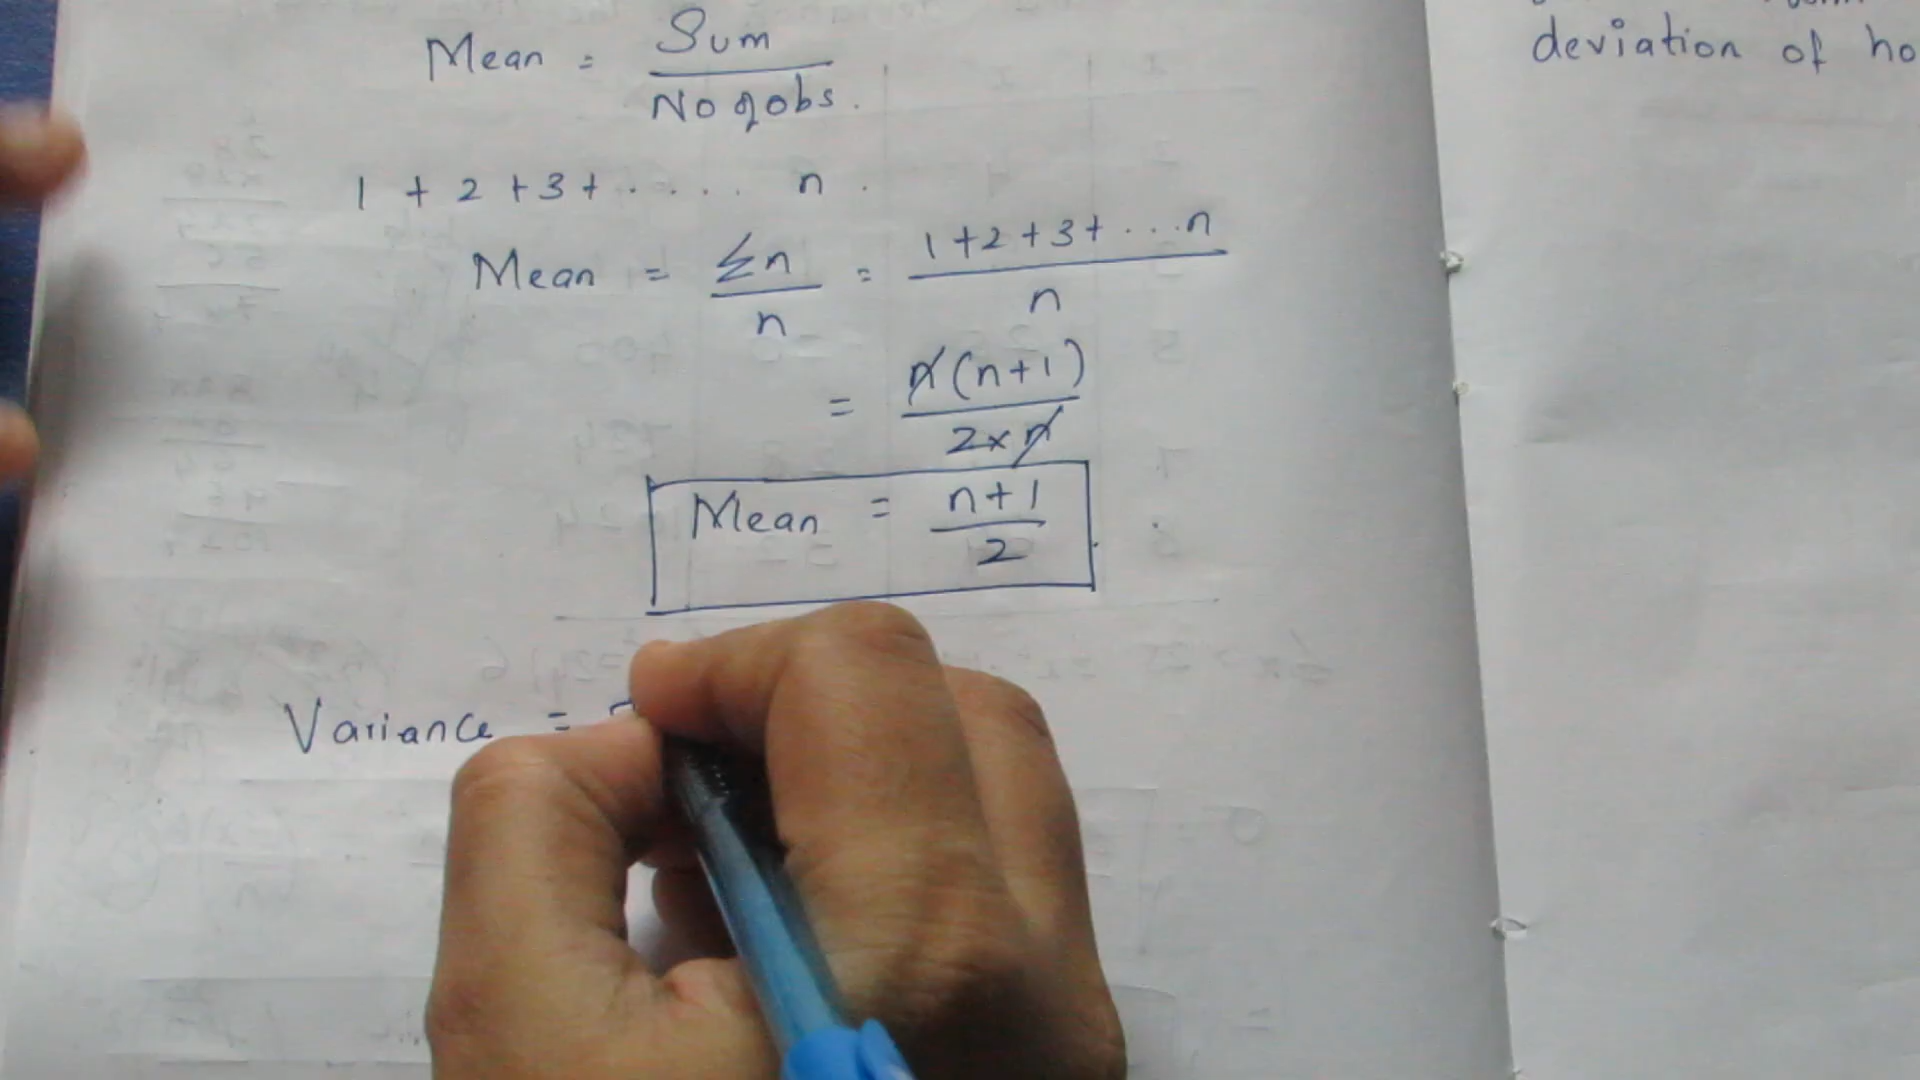 Mean = Sum / No of obs.
1 + 2 + 3 + ..... n .
Mean = Σn / n = 1+2+3+...n / n
= n(n+1) / 2×n
Mean = n+1 / 2
Variance =
deviation of